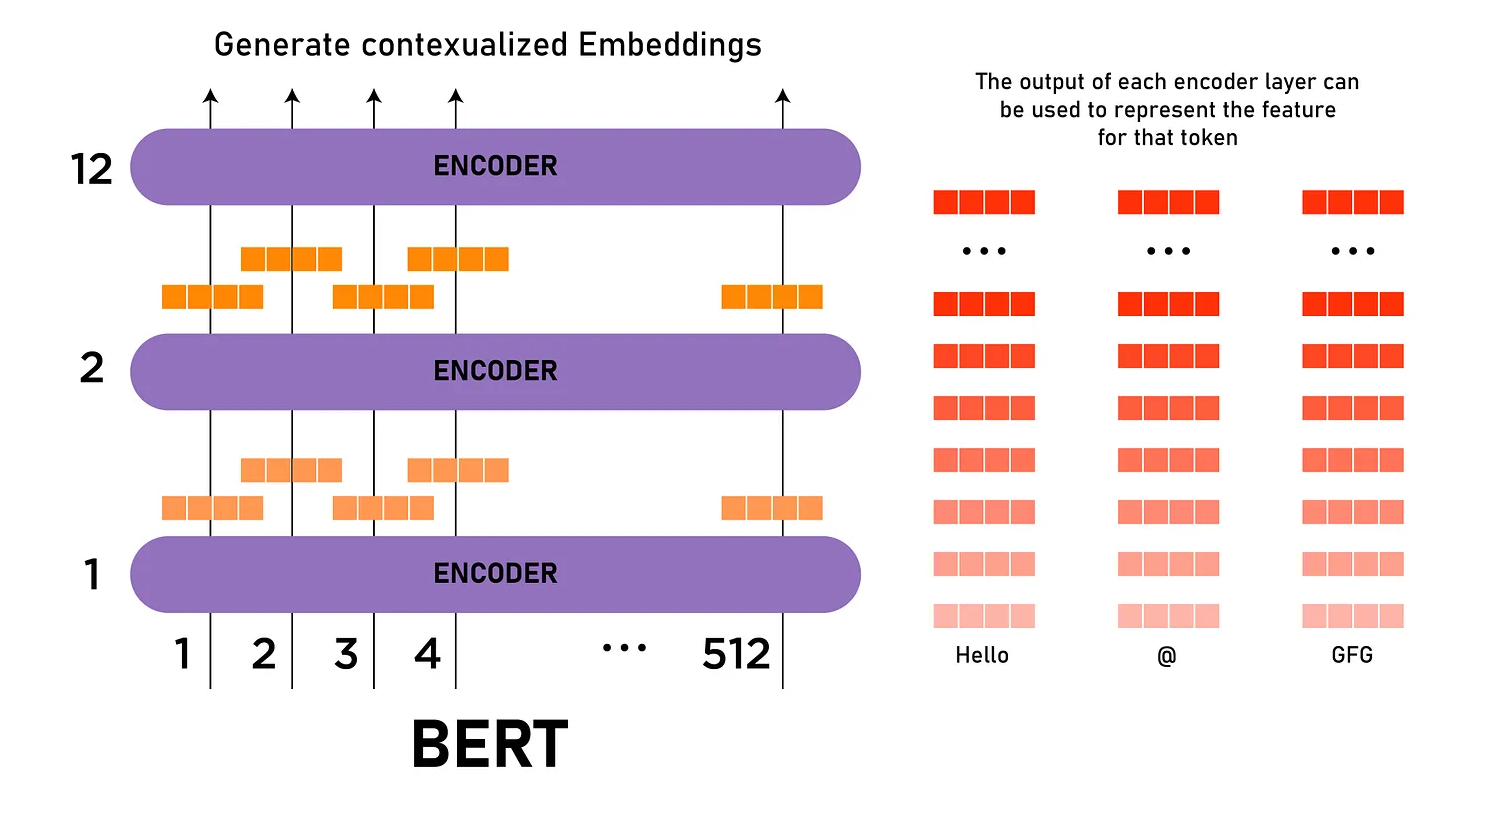 Generate contexualized Embeddings
12
ENCODER
2
ENCODER
1
ENCODER
1 2 3 4 ... 512
BERT
The output of each encoder layer can
be used to represent the feature
for that token
...
...
...
Hello
@
GFG